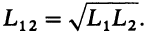 L₁₂ = √L₁L₂.